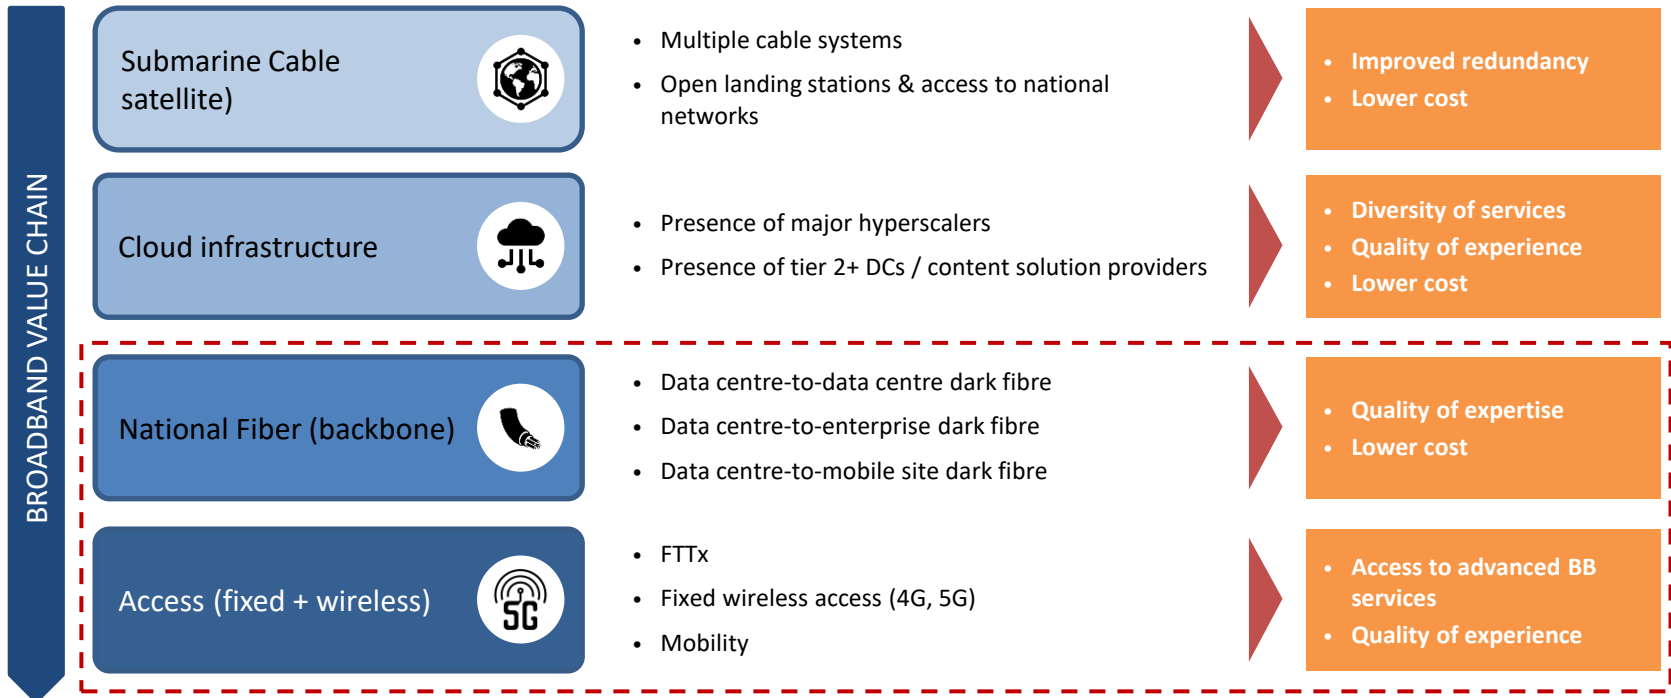 BROADBAND VALUE CHAIN
Submarine Cable
satellite)
• Multiple cable systems
• Open landing stations & access to national
networks
• Improved redundancy
• Lower cost
Cloud infrastructure
• Presence of major hyperscalers
• Presence of tier 2+ DCs / content solution providers
• Diversity of services
• Quality of experience
• Lower cost
National Fiber (backbone)
• Data centre-to-data centre dark fibre
• Data centre-to-enterprise dark fibre
• Data centre-to-mobile site dark fibre
• Quality of expertise
• Lower cost
Access (fixed + wireless)
5G
• FTTx
• Fixed wireless access (4G, 5G)
• Mobility
• Access to advanced BB
services
• Quality of experience